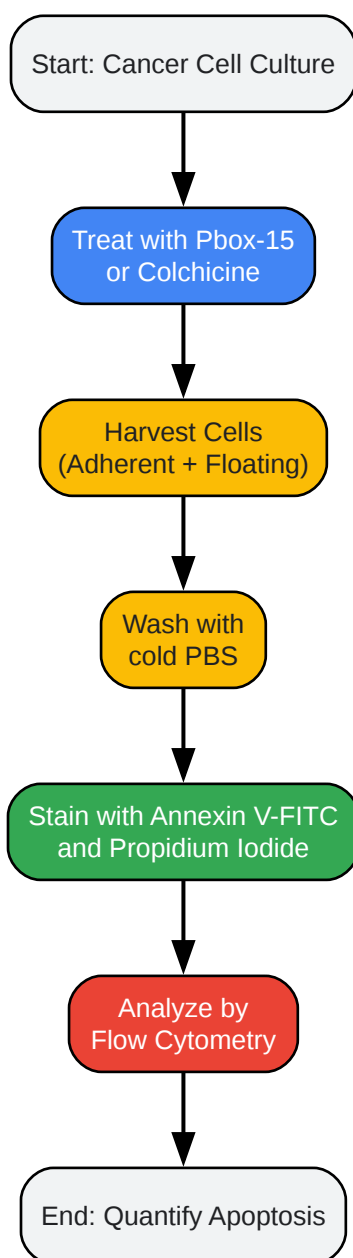 Start: Cancer Cell Culture
Treat with Pbox-15
or Colchicine
Harvest Cells
(Adherent + Floating)
Wash with
cold PBS
Stain with Annexin V-FITC
and Propidium Iodide
Analyze by
Flow Cytometry
End: Quantify Apoptosis